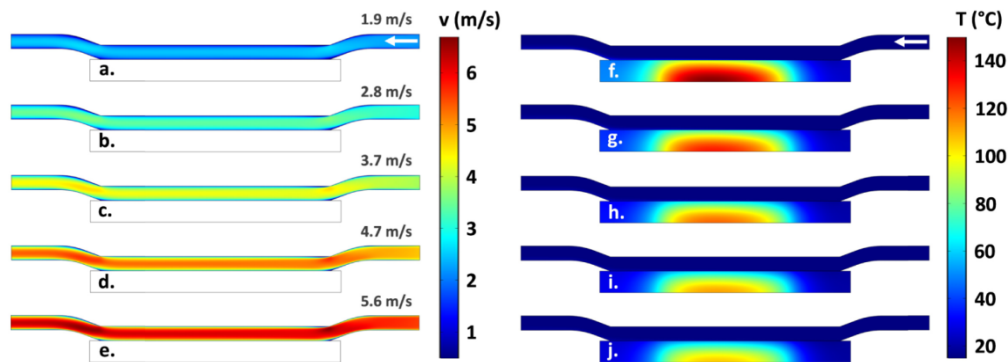 1.9 m/s
v (m/s)
a.
2.8 m/s
b.
3.7 m/s
c.
4.7 m/s
d.
5.6 m/s
e.
6
5
4
3
2
1
T (°C)
f.
g.
h.
i.
j.
140
120
100
80
60
40
20